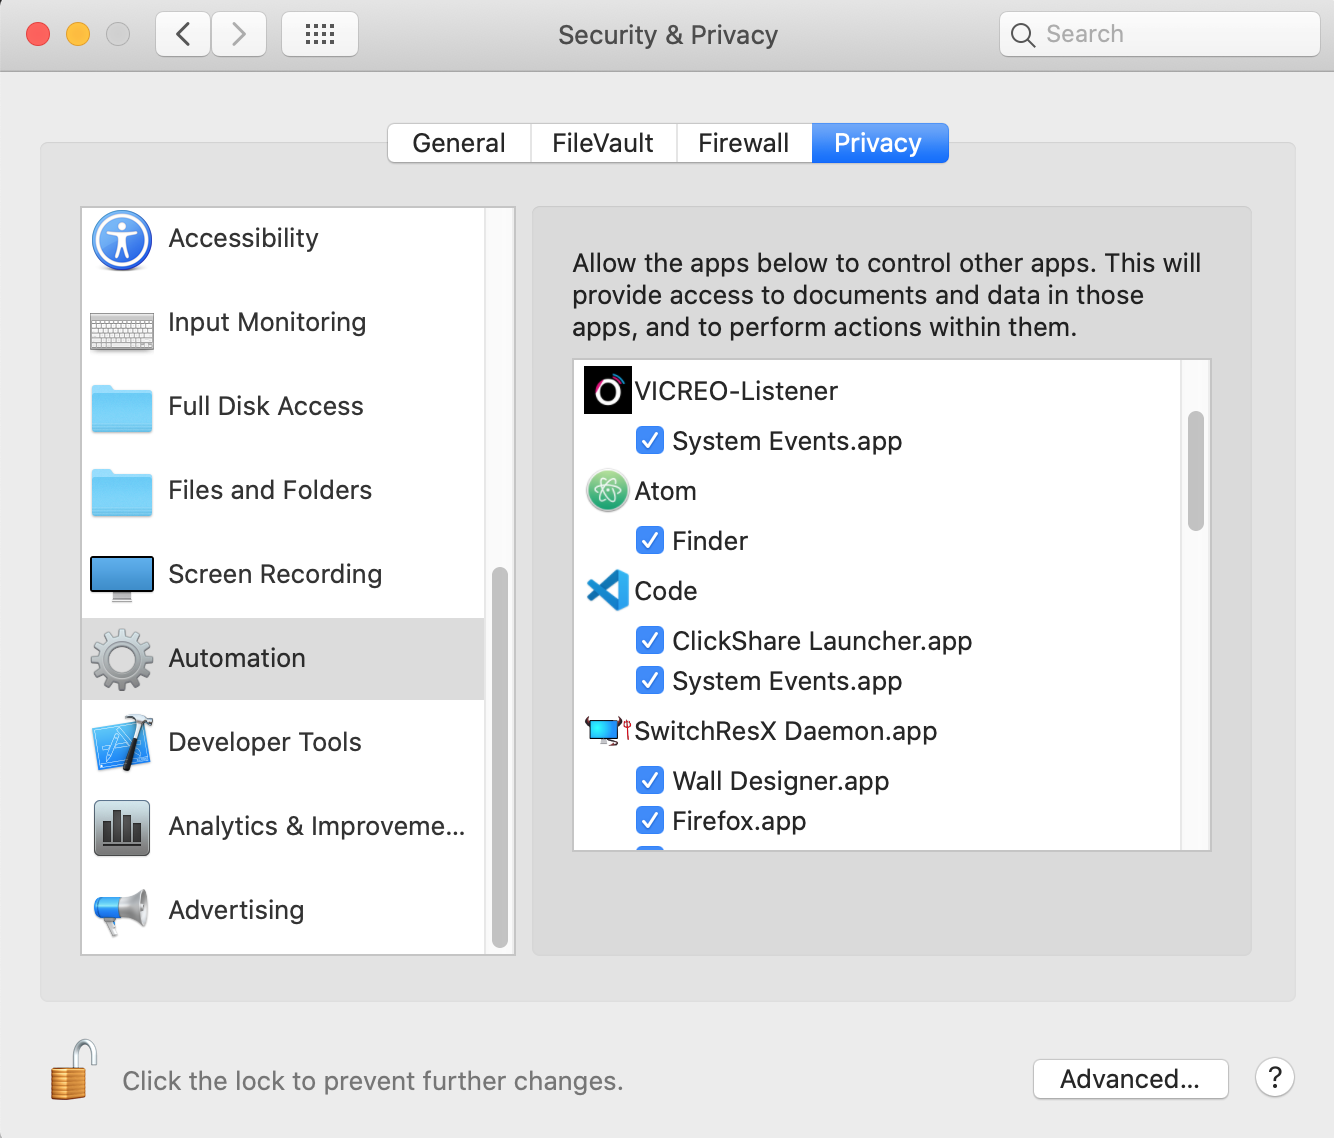 Security & Privacy
Search
General
FileVault
Firewall
Privacy
Accessibility
Input Monitoring
Full Disk Access
Files and Folders
Screen Recording
Automation
Developer Tools
Analytics & Improveme...
Advertising
Allow the apps below to control other apps. This will
provide access to documents and data in those
apps, and to perform actions within them.
VICREO-Listener
System Events.app
Atom
Finder
Code
ClickShare Launcher.app
System Events.app
SwitchResX Daemon.app
Wall Designer.app
Firefox.app
Click the lock to prevent further changes.
Advanced...
?